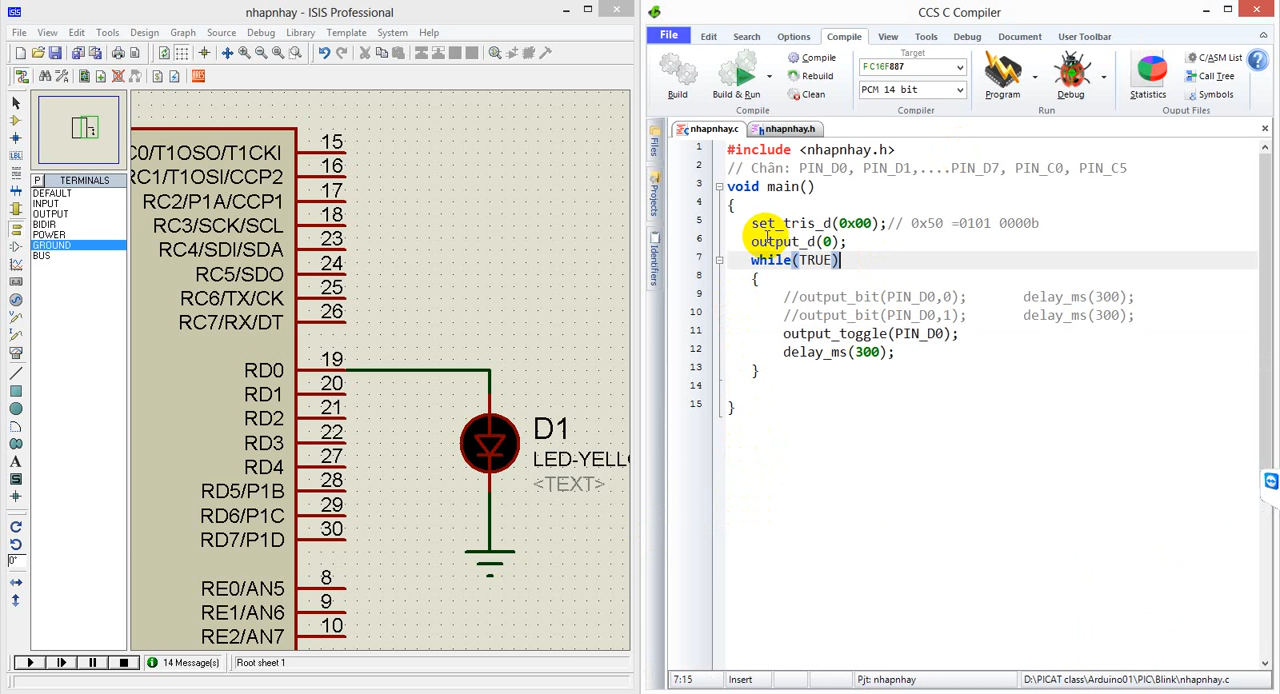 nhapnhay - ISIS Professional
File View Edit Tools Design Graph Source Debug Library Template System Help
P TERMINALS
DEFAULT
INPUT
OUTPUT
BIDIR
POWER
GROUND
BUS
C0/T1OSO/T1CKI 15
RC1/T1OSI/CCP2 16
RC2/P1A/CCP1 17
RC3/SCK/SCL 18
RC4/SDI/SDA 23
RC5/SDO 24
RC6/TX/CK 25
RC7/RX/DT 26
RD0 19
RD1 20
RD2 21
RD3 22
RD4 27
RD5/P1B 28
RD6/P1C 29
RD7/P1D 30
RE0/AN5 8
RE1/AN6 9
RE2/AN7 10
D1
LED-YELL
<TEXT>
0°
14 Message(s) Root sheet 1
CCS C Compiler
File Edit Search Options Compile View Tools Debug Document User Toolbar
Build
Build & Run
Compile
Rebuild
Clean
Compile
Target
PIC16F887
PCM 14 bit
Compiler
Program
Debug
Run
Statistics
C/ASM List
Call Tree
Symbols
Ouput Files
Files
Projects
Identifiers
nhapnhay.c nhapnhay.h
1 #include <nhapnhay.h>
2 // Chân: PIN_D0, PIN_D1,....PIN_D7, PIN_C0, PIN_C5
3 void main()
4 {
5 set_tris_d(0x00);// 0x50 =0101 0000b
6 output_d(0);
7 while(TRUE)
8 {
9 //output_bit(PIN_D0,0); delay_ms(300);
10 //output_bit(PIN_D0,1); delay_ms(300);
11 output_toggle(PIN_D0);
12 delay_ms(300);
13 }
14
15 }
7:15 Insert Pjt: nhapnhay D:\PICAT class\Arduino01\PIC\Blink\nhapnhay.c